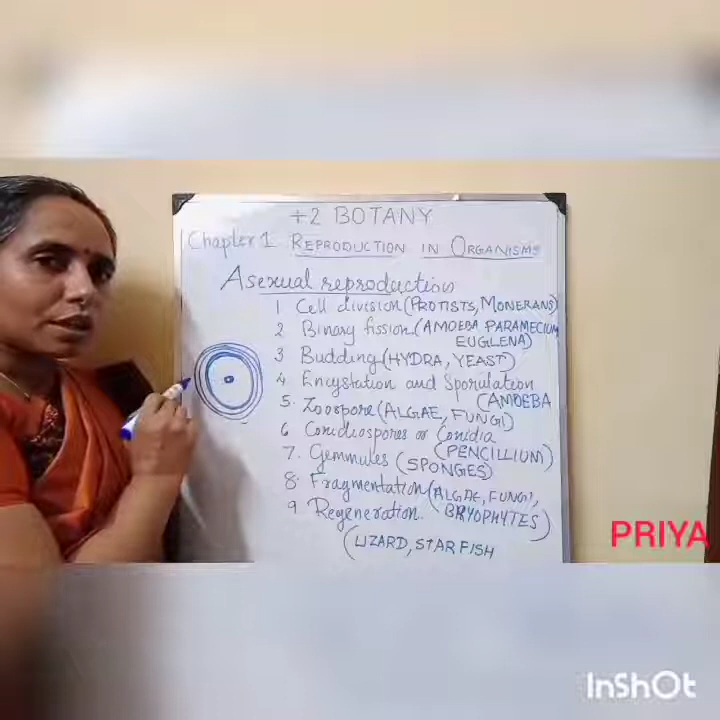 +2 BOTANY
Chapter 1 REPRODUCTION IN ORGANISMS
Asexual reproduction
1 Cell division (PROTISTS, MONERANS)
2 Binary fission (AMOEBA PARAMECIUM
EUGLENA)
3 Budding (HYDRA, YEAST)
4 Encystation and Sporulation
(AMOEBA
5. Zoospore (ALGAE, FUNGI)
6 Conidiospores or Conidia
(PENCILLIUM)
7. Gemmules (SPONGES)
8. Fragmentation (ALGAE, FUNGI,
BRYOPHYTES)
9 Regeneration.
(LIZARD, STAR FISH
PRIYA
InShOt